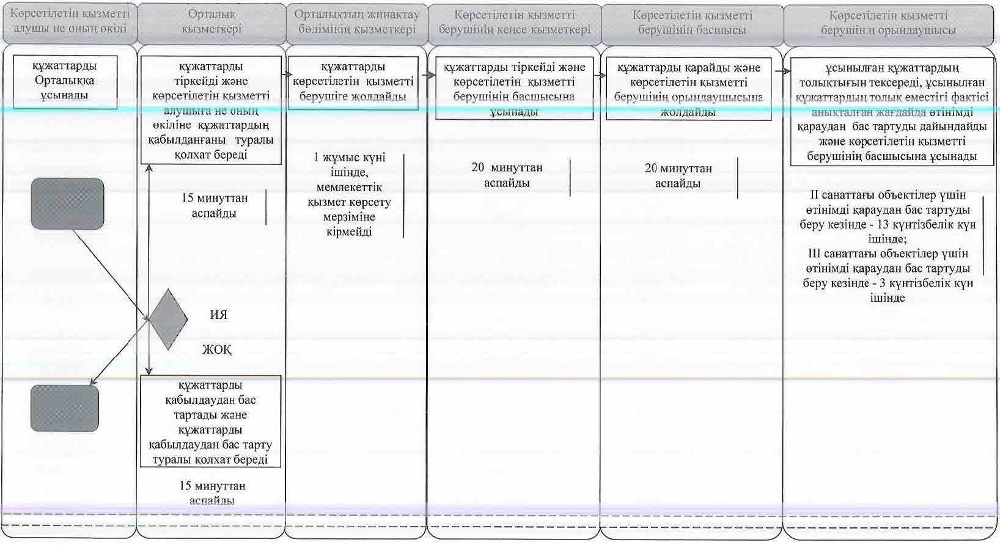 Көрсетілетін қызметті
алушы не оның өкілі
Орталық
қызметкері
Орталықтың жинақтау
бөлімінің қызметкері
Көрсетілетін қызметті
берушінің кеңсе қызметкері
Көрсетілетін қызметті
берушінің басшысы
Көрсетілетін қызметті
берушінің орындаушысы
құжаттарды
Орталыққа
ұсынады
құжаттарды
тіркейді және
көрсетілетін қызметті
алушыға не оның
өкіліне құжаттардың
қабылданғаны туралы
қолхат береді
15 минуттан
аспайды
ИЯ
ЖОҚ
құжаттарды
қабылдаудан бас
тартады және
құжаттарды
қабылдаудан бас тарту
туралы қолхат береді
15 минуттан
аспайды
құжаттарды
көрсетілетін қызметті
берушіге жолдайды
1 жұмыс күні
ішінде,
мемлекеттік
қызмет көрсету
мерзіміне
кірмейді
құжаттарды тіркейді және
көрсетілетін қызметті
берушінің басшысына
ұсынады
20 минуттан
аспайды
құжаттарды қарайды және
көрсетілетін қызметті
берушінің орындаушысына
жолдайды
20 минуттан
аспайды
ұсынылған құжаттардың
толықтығын тексереді, ұсынылған
құжаттардың толық еместігі фактісі
анықталған жағдайда өтінімді
қараудан бас тартуды дайындайды
және көрсетілетін қызметті
берушінің басшысына ұсынады
II санаттағы объектілер үшін
өтінімді қараудан бас тартуды
беру кезінде - 13 күнтізбелік күн
ішінде;
III санаттағы объектілер үшін
өтінімді қараудан бас тартуды
беру кезінде - 3 күнтізбелік күн
ішінде